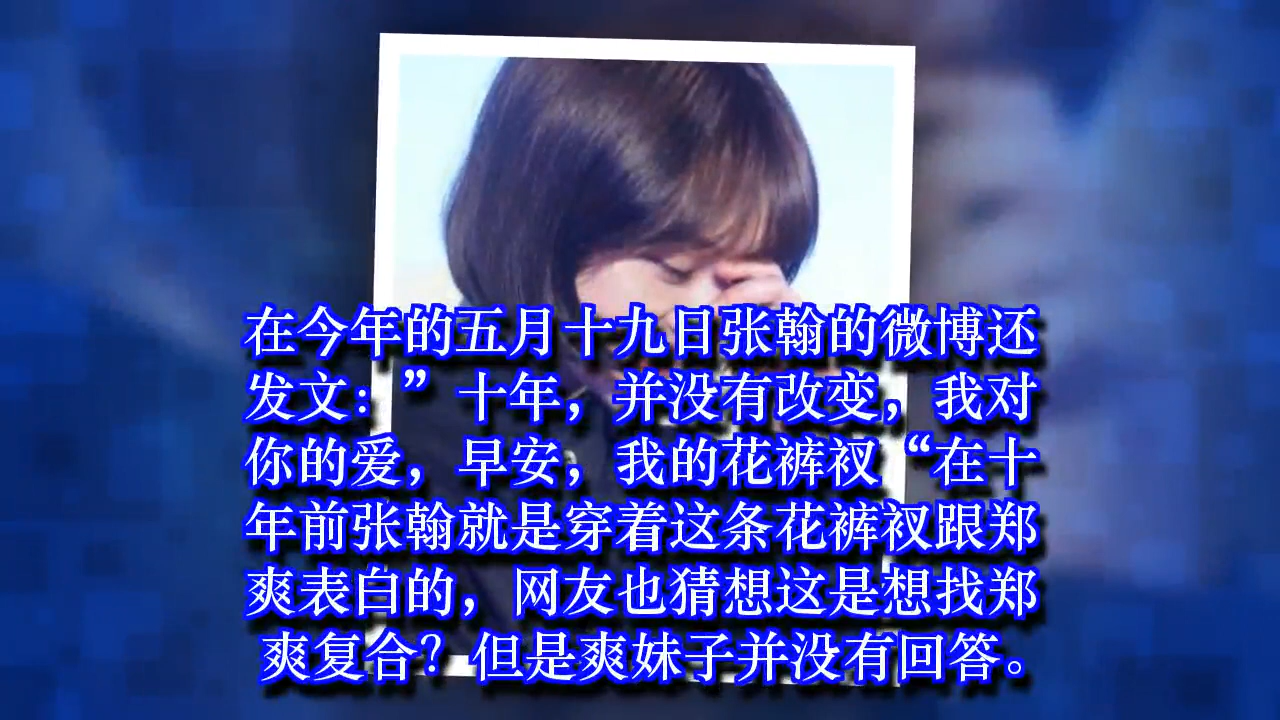 在今年的五月十九日张翰的微博还
发文：”十年，并没有改变，我对
你的爱，早安，我的花裤衩“在十
年前张翰就是穿着这条花裤衩跟郑
爽表白的，网友也猜想这是想找郑
爽复合？但是爽妹子并没有回答。